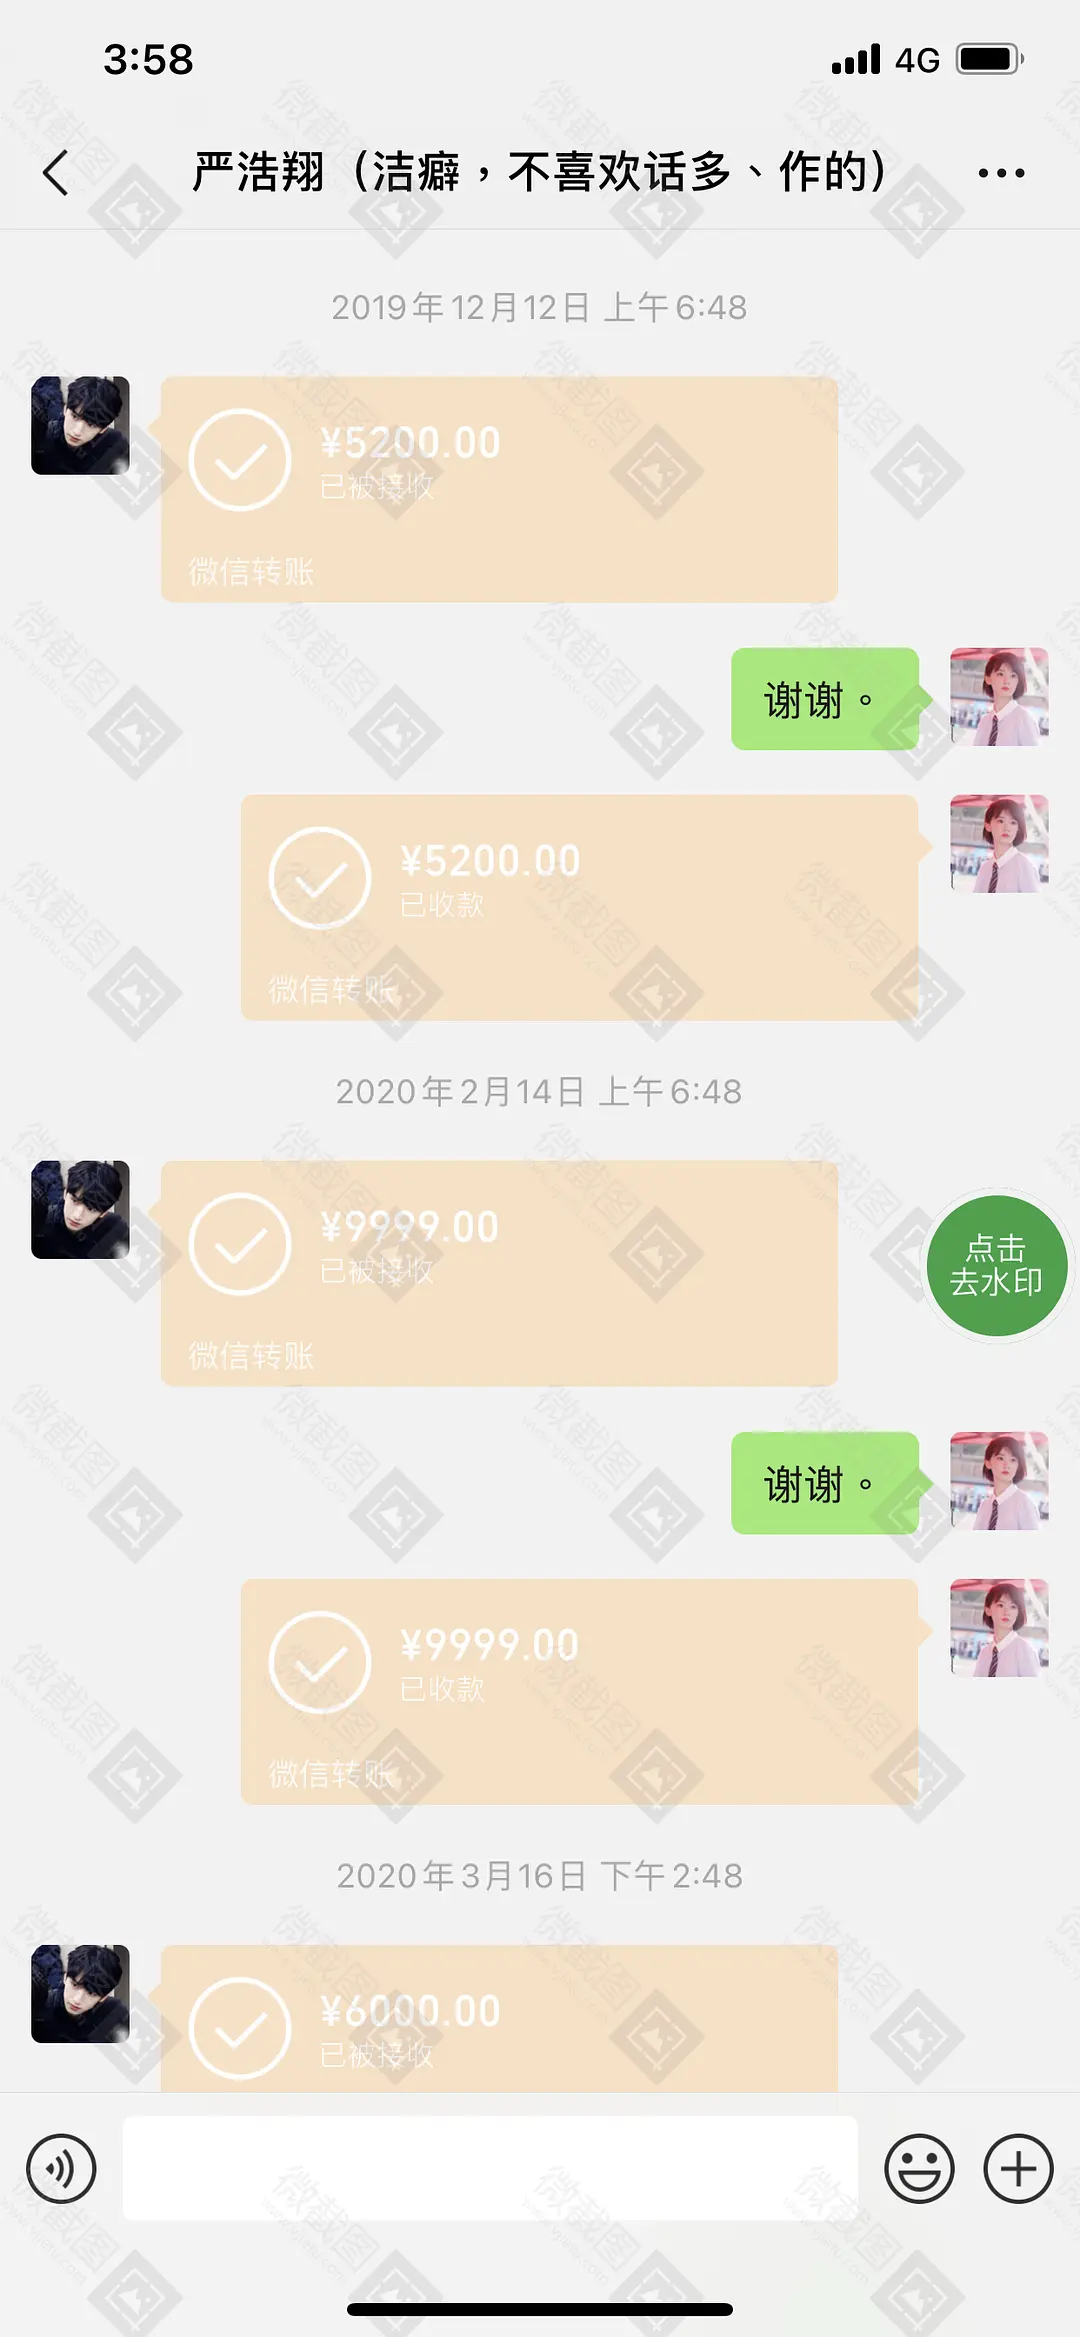 3:58
4G
严浩翔（洁癖，不喜欢话多、作的）
2019年12月12日 上午6:48
¥5200.00
已被接收
微信转账
谢谢。
¥5200.00
已收款
微信转账
2020年2月14日 上午6:48
¥9999.00
已被接收
微信转账
点击
去水印
谢谢。
¥9999.00
已收款
微信转账
2020年3月16日 下午2:48
¥6000.00
已被接收
微截图